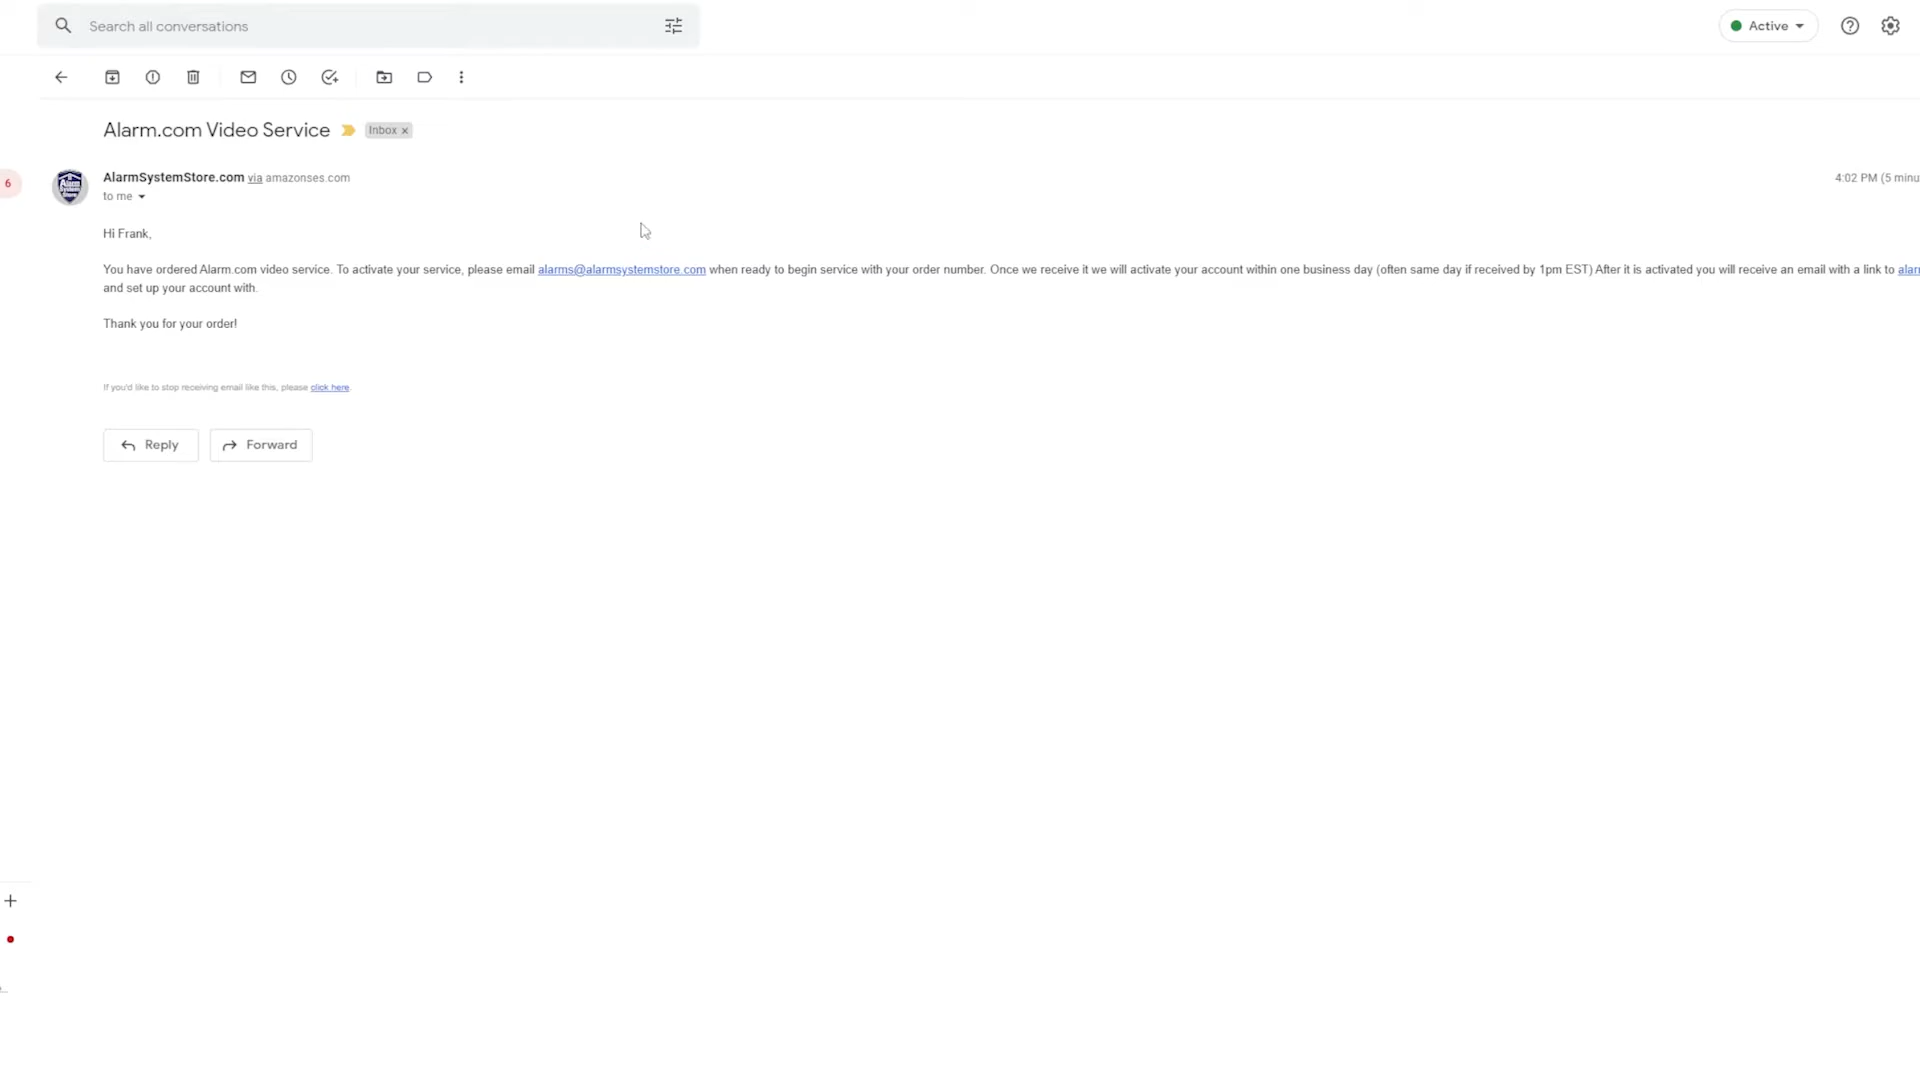 Search all conversations
Active
Alarm.com Video Service
Inbox ×
6
AlarmSystemStore.com via amazonses.com
4:02 PM (5 minu
to me
Hi Frank,
You have ordered Alarm.com video service. To activate your service, please email alarms@alarmsystemstore.com when ready to begin service with your order number. Once we receive it we will activate your account within one business day (often same day if received by 1pm EST) After it is activated you will receive an email with a link to alar
and set up your account with.
Thank you for your order!
If you'd like to stop receiving email like this, please click here.
Reply
Forward